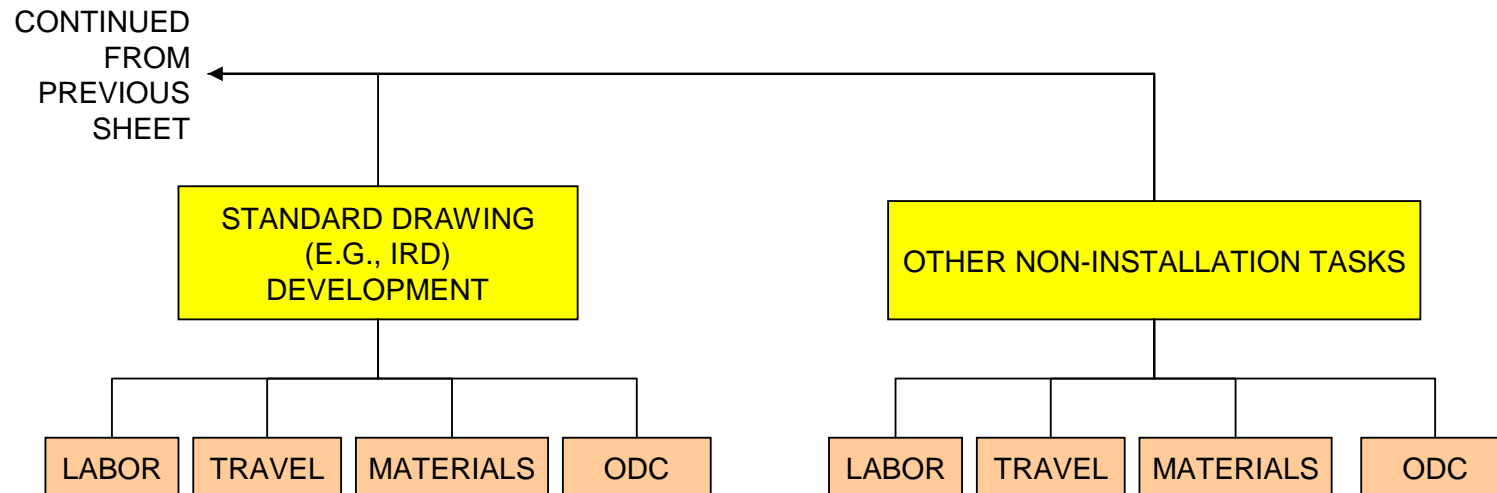 CONTINUED
FROM
PREVIOUS
SHEET
STANDARD DRAWING
(E.G., IRD)
DEVELOPMENT
OTHER NON-INSTALLATION TASKS
LABOR
TRAVEL
MATERIALS
ODC
LABOR
TRAVEL
MATERIALS
ODC